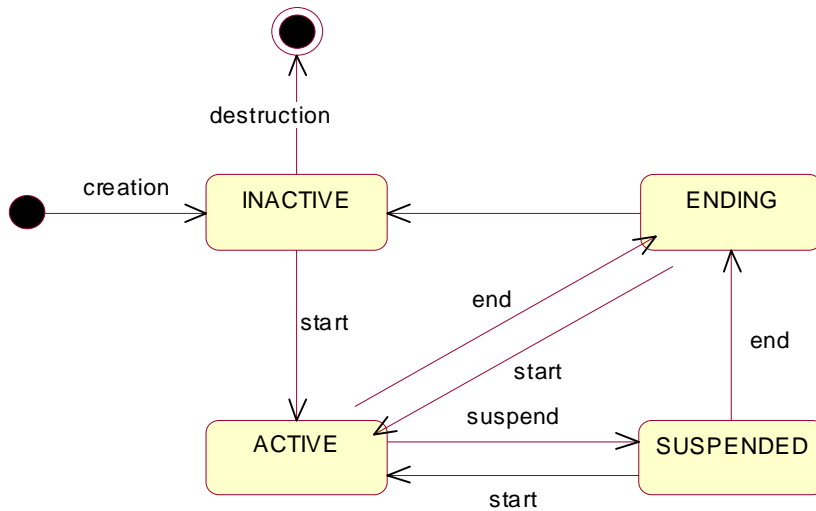 destruction
creation
INACTIVE
ENDING
end
start
end
start
suspend
ACTIVE
SUSPENDED
start